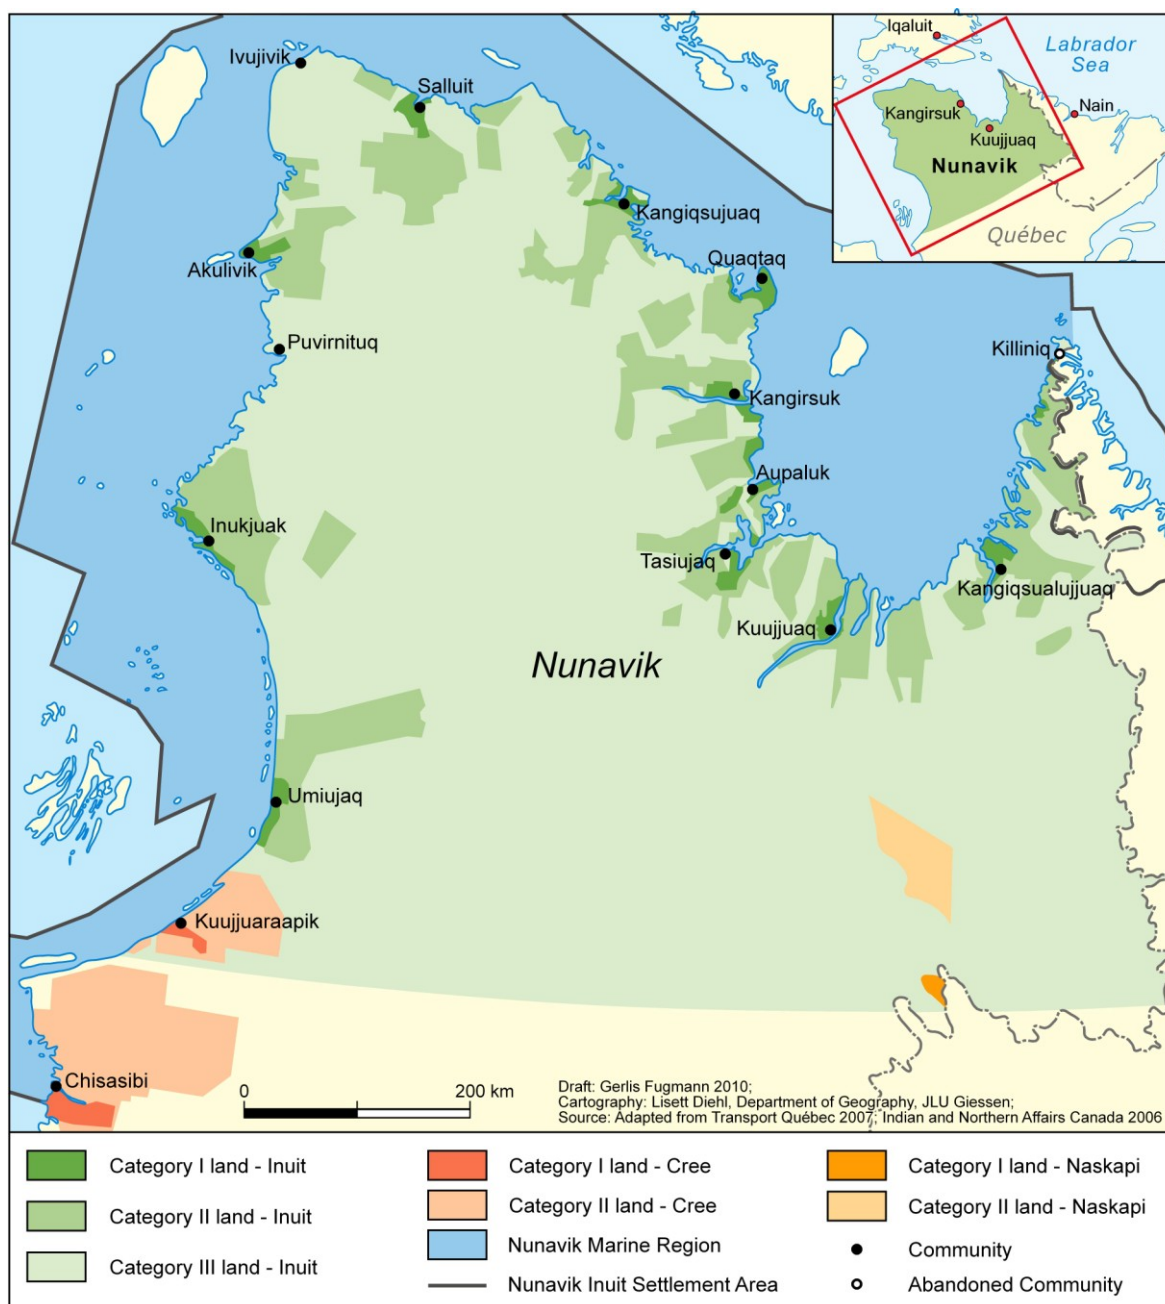 Ivujivik
Salluit
Kangiqsujuaq
Akulivik
Quaqtaq
Puvirnituq
Killiniq
Kangirsuk
Aupaluk
Inukjuak
Tasiujaq
Kangiqsualujjuaq
Kuujjuaq
Nunavik
Umiujaq
Kuujjuaraapik
Chisasibi
Iqaluit
Labrador
Sea
Kangirsuk
Nain
Kuujjuaq
Nunavik
Québec
0 200 km
Draft: Gerlis Fugmann 2010;
Cartography: Lisett Diehl, Department of Geography, JLU Giessen;
Source: Adapted from Transport Québec 2007; Indian and Northern Affairs Canada 2006
Category I land - Inuit
Category II land - Inuit
Category III land - Inuit
Category I land - Cree
Category II land - Cree
Nunavik Marine Region
Nunavik Inuit Settlement Area
Category I land - Naskapi
Category II land - Naskapi
Community
Abandoned Community